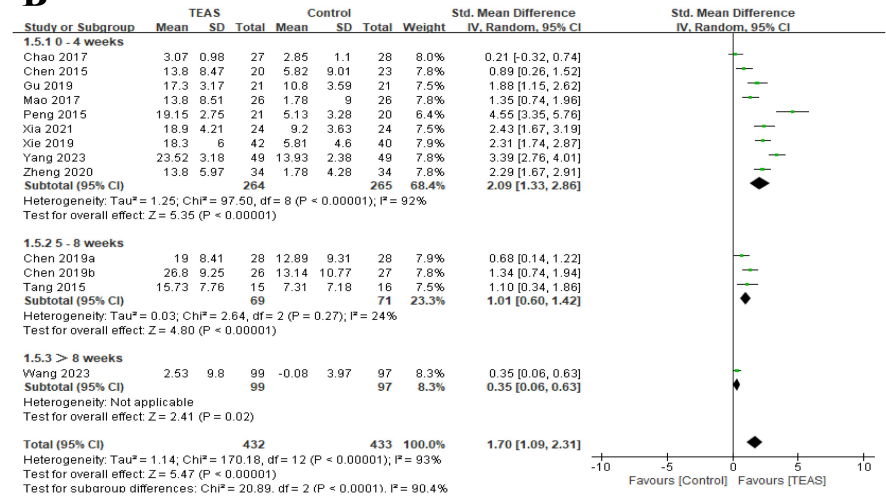 B
TEAS Control Std. Mean Difference Std. Mean Difference
Study or Subgroup Mean SD Total Mean SD Total Weight IV, Random, 95% CI IV, Random, 95% CI
1.5.1 0 - 4 weeks
Chao 2017 3.07 0.98 27 2.85 1.1 28 8.0% 0.21 [-0.32, 0.74]
Chen 2015 13.8 8.47 20 5.82 9.01 23 7.8% 0.89 [0.26, 1.52]
Gu 2019 17.3 3.17 21 10.8 3.59 21 7.5% 1.88 [1.15, 2.62]
Mao 2017 13.8 8.51 26 1.78 9 26 7.8% 1.35 [0.74, 1.96]
Peng 2015 19.15 2.75 21 5.13 3.28 20 6.4% 4.55 [3.35, 5.76]
Xia 2021 18.9 4.21 24 9.2 3.63 24 7.5% 2.43 [1.67, 3.19]
Xie 2019 18.3 6 42 5.81 4.6 40 7.9% 2.31 [1.74, 2.87]
Yang 2023 23.52 3.18 49 13.93 2.38 49 7.8% 3.39 [2.76, 4.01]
Zheng 2020 13.8 5.97 34 1.78 4.28 34 7.8% 2.29 [1.67, 2.91]
Subtotal (95% CI) 264 265 68.4% 2.09 [1.33, 2.86]
Heterogeneity: Tau² = 1.25; Chi² = 97.50, df = 8 (P < 0.00001); I² = 92%
Test for overall effect: Z = 5.35 (P < 0.00001)
1.5.2 5 - 8 weeks
Chen 2019a 19 8.41 28 12.89 9.31 28 7.9% 0.68 [0.14, 1.22]
Chen 2019b 26.8 9.25 26 13.14 10.77 27 7.8% 1.34 [0.74, 1.94]
Tang 2015 15.73 7.76 15 7.31 7.18 16 7.5% 1.10 [0.34, 1.86]
Subtotal (95% CI) 69 71 23.3% 1.01 [0.60, 1.42]
Heterogeneity: Tau² = 0.03; Chi² = 2.64, df = 2 (P = 0.27); I² = 24%
Test for overall effect: Z = 4.80 (P < 0.00001)
1.5.3 > 8 weeks
Wang 2023 2.53 9.8 99 -0.08 3.97 97 8.3% 0.35 [0.06, 0.63]
Subtotal (95% CI) 99 97 8.3% 0.35 [0.06, 0.63]
Heterogeneity: Not applicable
Test for overall effect: Z = 2.41 (P = 0.02)
Total (95% CI) 432 433 100.0% 1.70 [1.09, 2.31]
Heterogeneity: Tau² = 1.14; Chi² = 170.18, df = 12 (P < 0.00001); I² = 93%
Test for overall effect: Z = 5.47 (P < 0.00001)
Test for subgroup differences: Chi² = 20.89, df = 2 (P < 0.0001), I² = 90.4%
-10 -5 0 5 10
Favours [Control] Favours [TEAS]